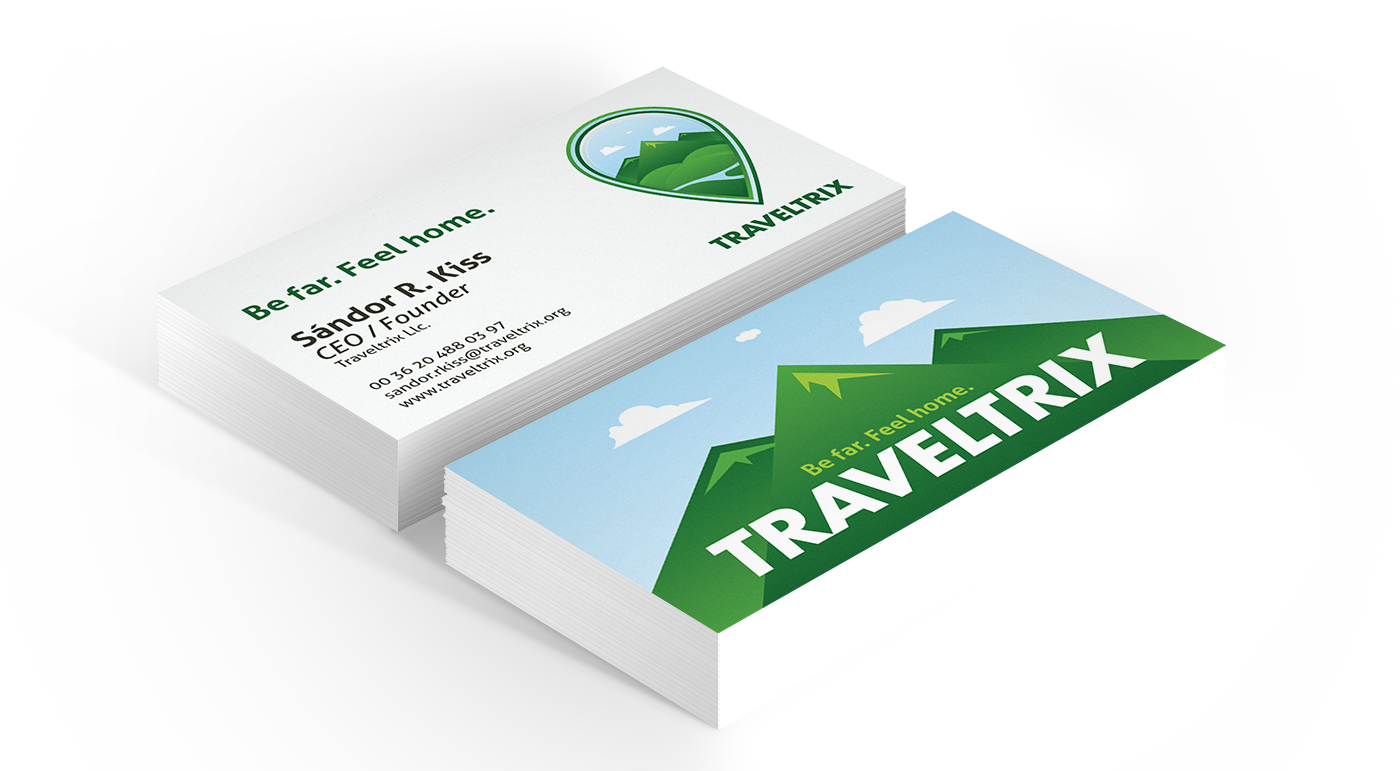 Be far. Feel home.
Sándor R. Kiss
CEO / Founder
Traveltrix Llc.
00 36 20 488 03 97
sandor.rkiss@traveltrix.org
www.traveltrix.org
TRAVELTRIX
Be far. Feel home.
TRAVELTRIX